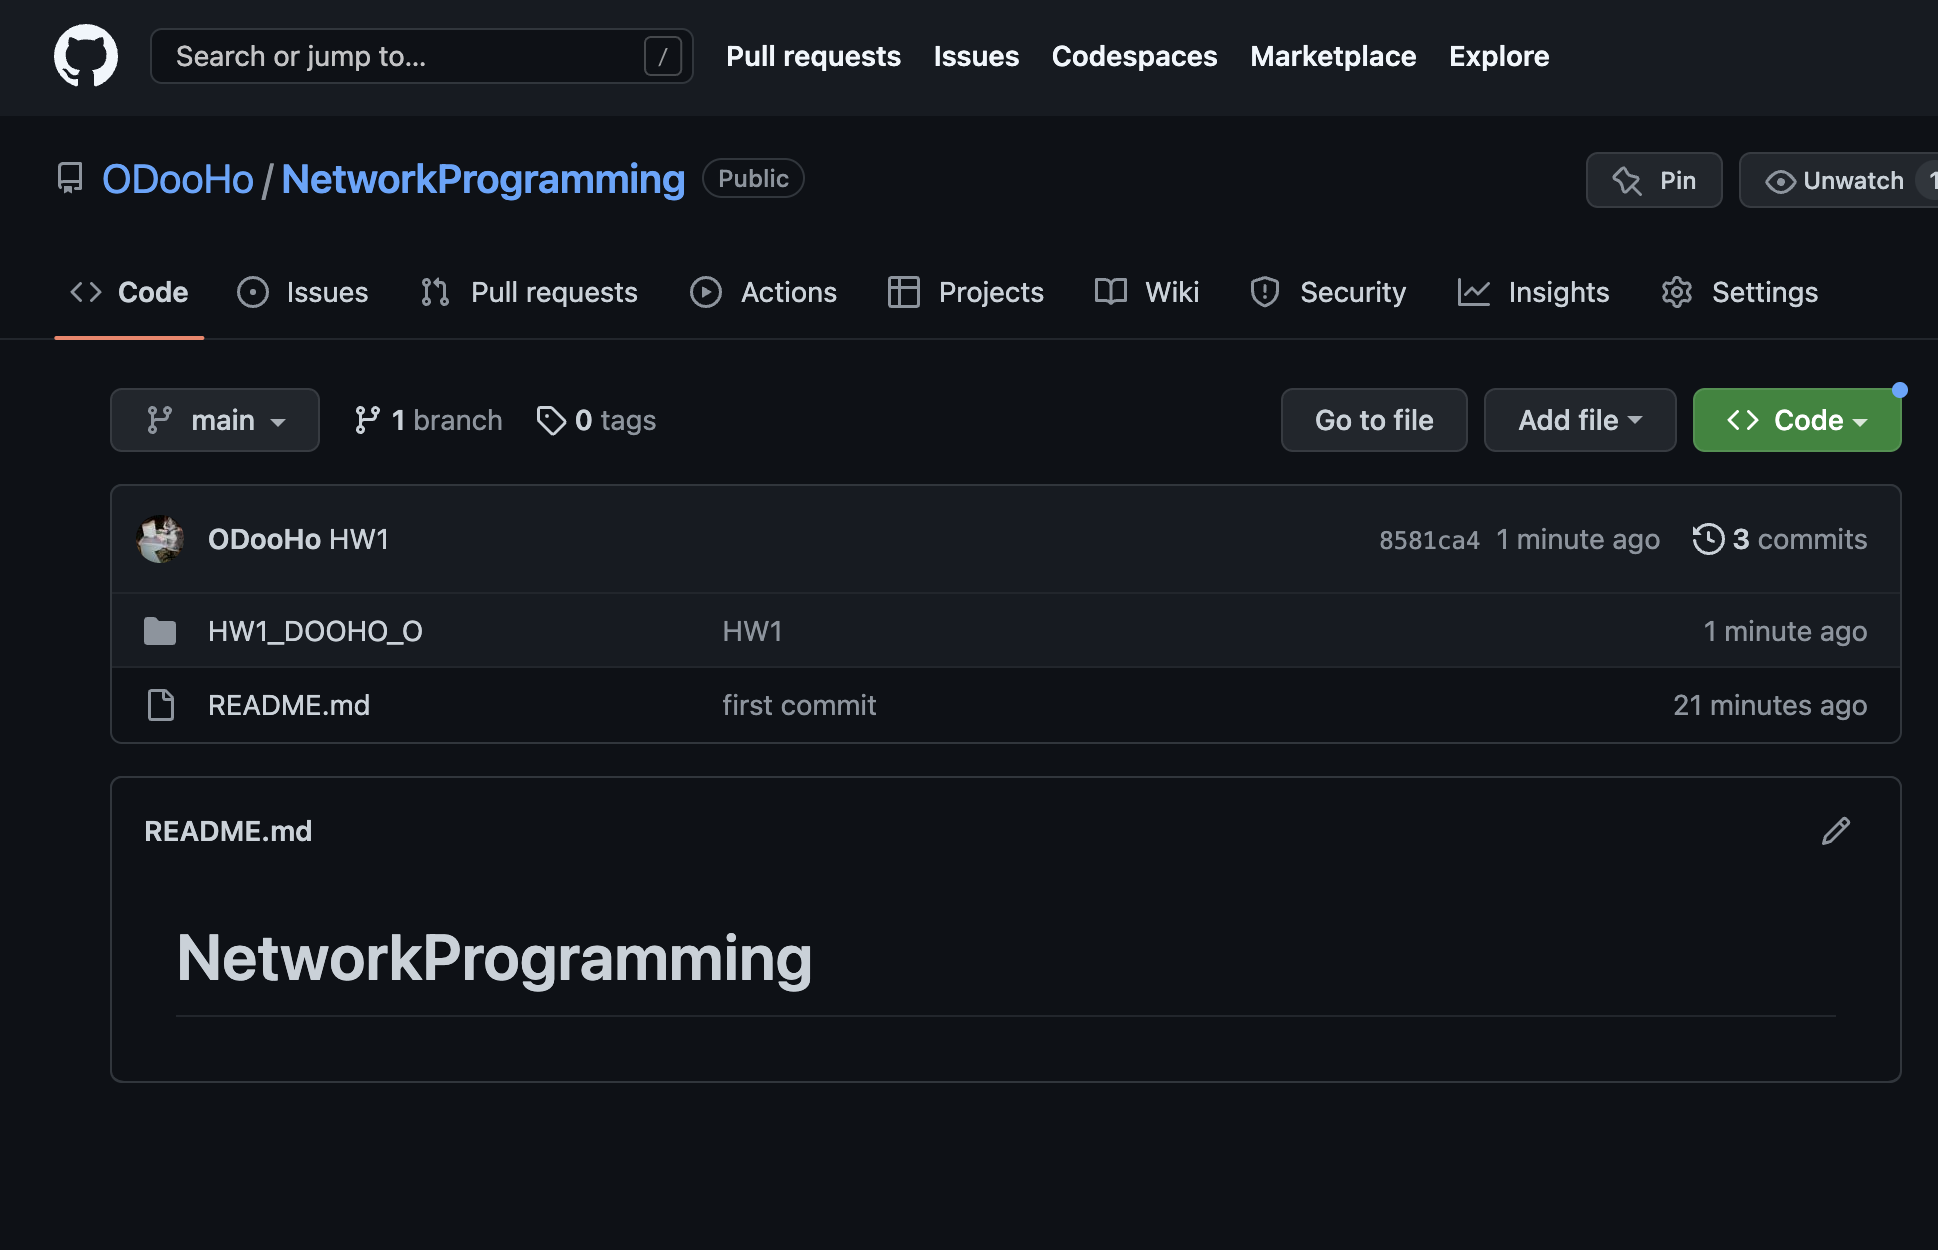 Search or jump to... /
Pull requests Issues Codespaces Marketplace Explore
ODooHo / NetworkProgramming Public
Pin Unwatch 1
Code Issues Pull requests Actions Projects Wiki Security Insights Settings
main 1 branch 0 tags Go to file Add file Code
ODooHo HW1 8581ca4 1 minute ago 3 commits
HW1_DOOHO_O HW1 1 minute ago
README.md first commit 21 minutes ago
README.md
NetworkProgramming